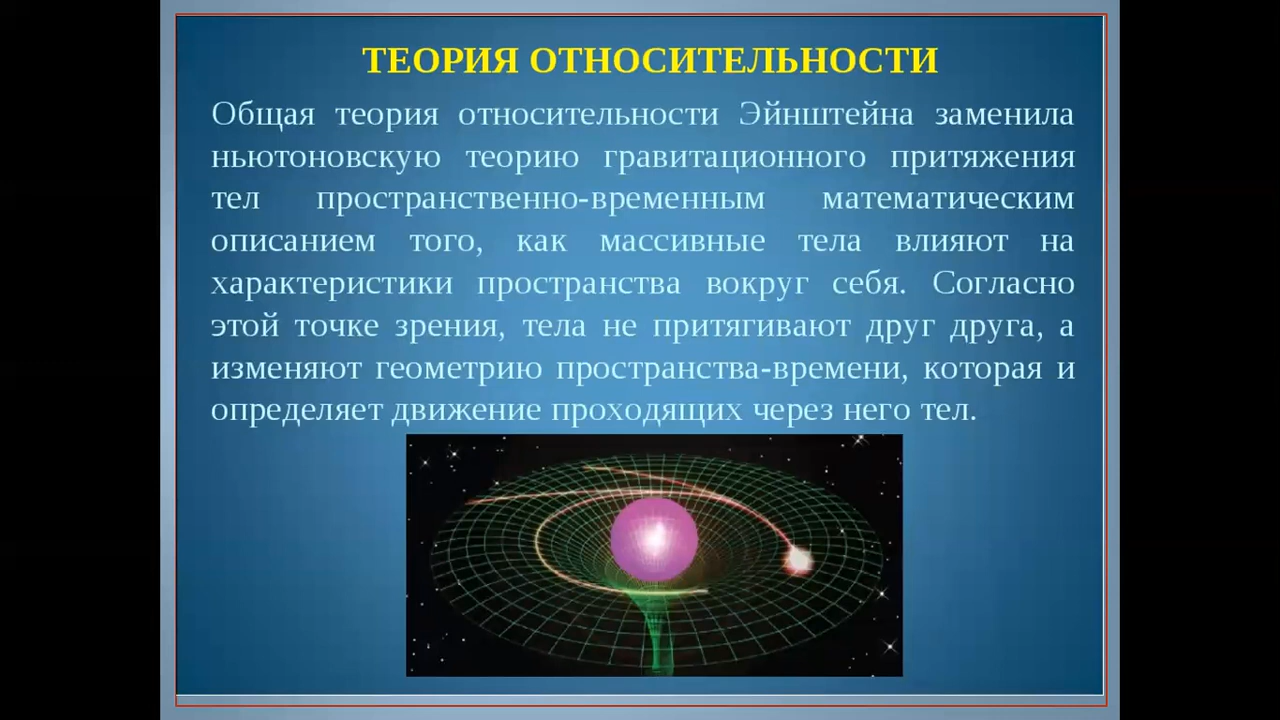 ТЕОРИЯ ОТНОСИТЕЛЬНОСТИ
Общая теория относительности Эйнштейна заменила
ньютоновскую теорию гравитационного притяжения
тел пространственно-временным математическим
описанием того, как массивные тела влияют на
характеристики пространства вокруг себя. Согласно
этой точке зрения, тела не притягивают друг друга, а
изменяют геометрию пространства-времени, которая и
определяет движение проходящих через него тел.